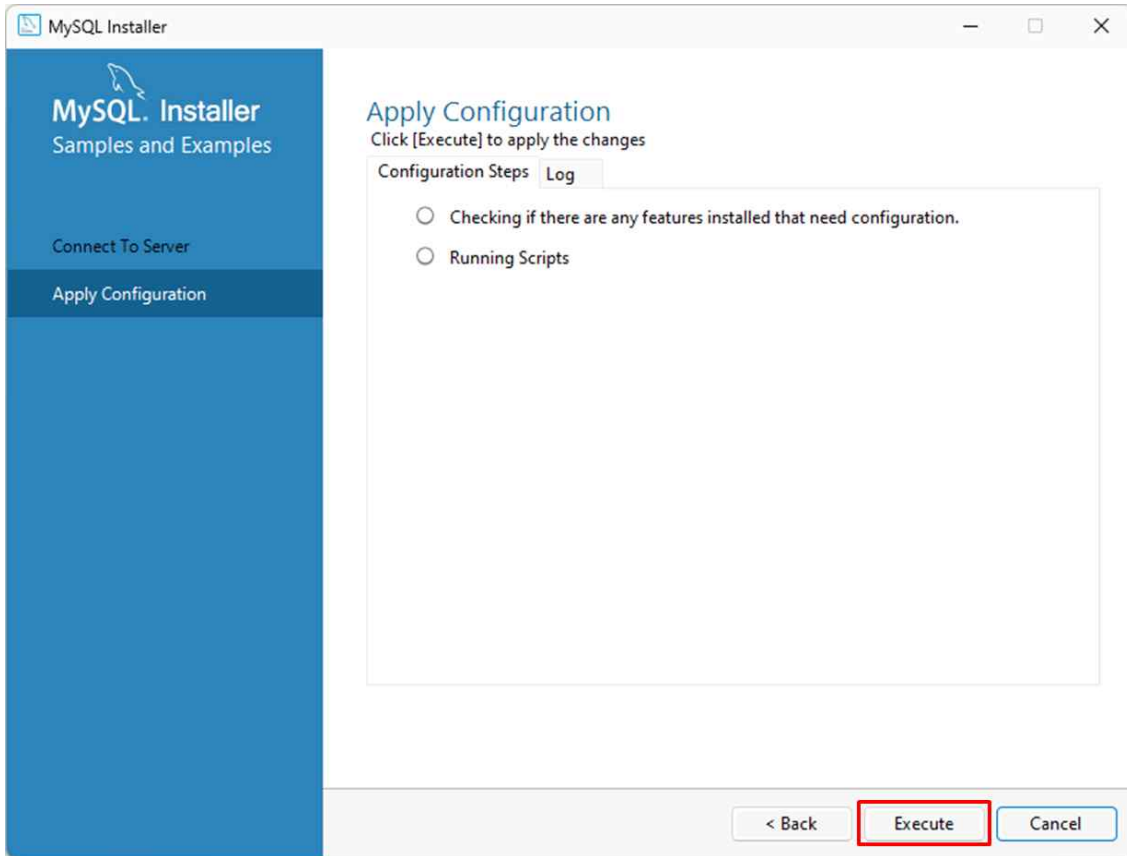 MySQL Installer
MySQL. Installer
Samples and Examples
Connect To Server
Apply Configuration
Apply Configuration
Click [Execute] to apply the changes
Configuration Steps
Log
Checking if there are any features installed that need configuration.
Running Scripts
< Back
Execute
Cancel